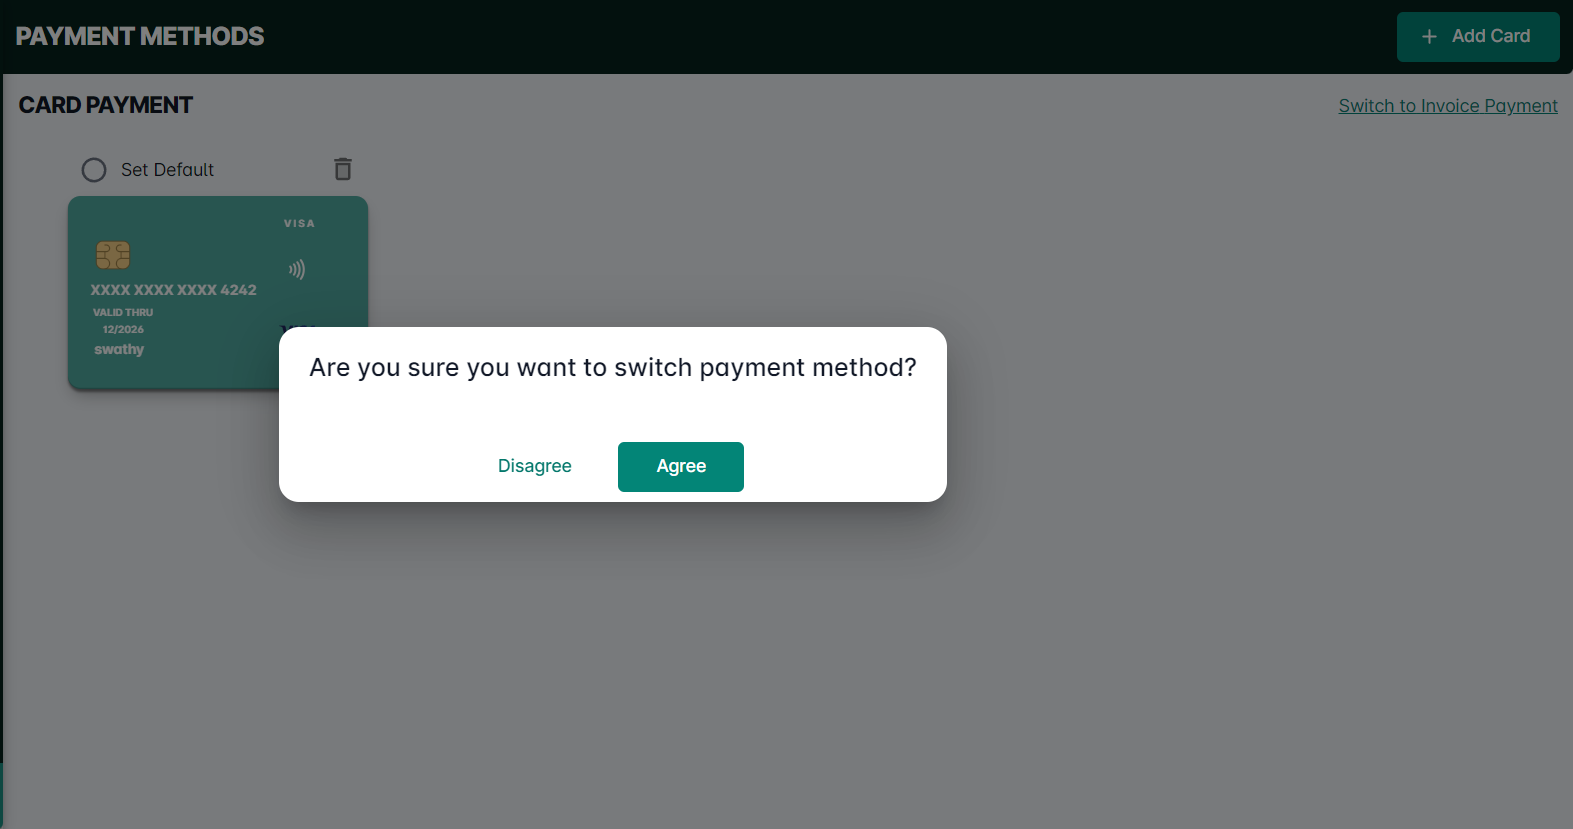 PAYMENT METHODS
+ Add Card
CARD PAYMENT
Switch to Invoice Payment
Set Default
VISA
XXXX XXXX XXXX 4242
VALID THRU
12/2026
swathy
Are you sure you want to switch payment method?
Disagree
Agree